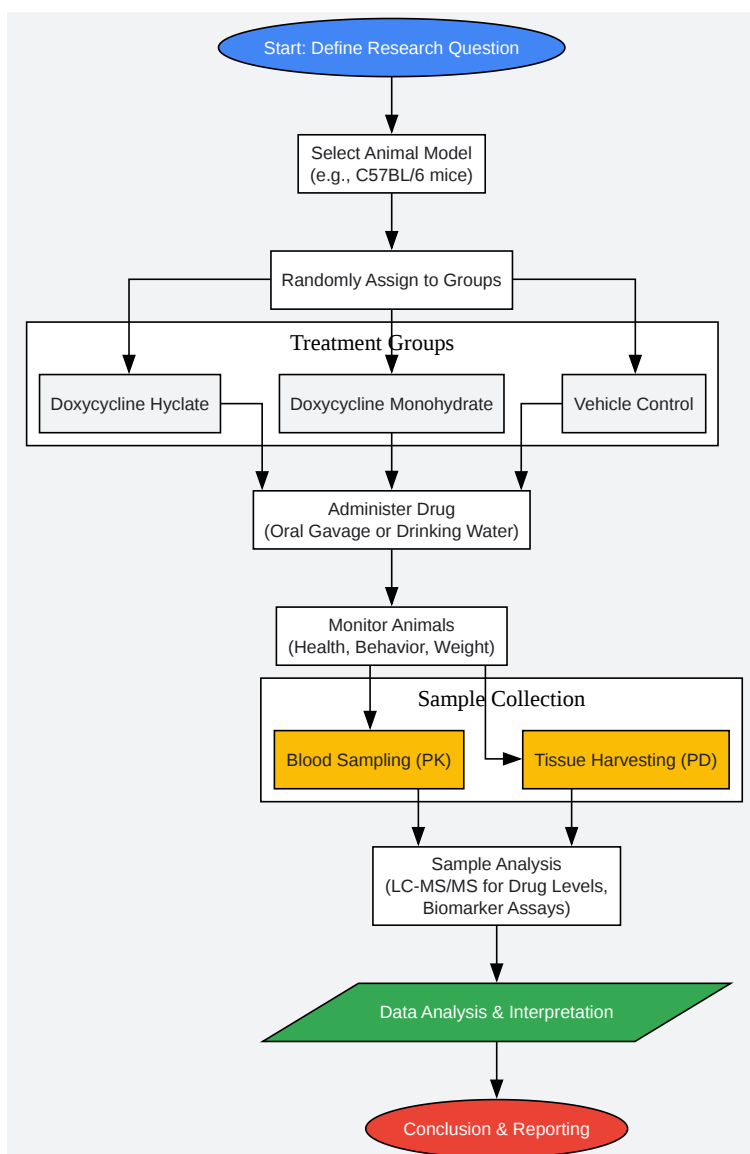 Start: Define Research Question
Select Animal Model
(e.g., C57BL/6 mice)
Randomly Assign to Groups
Treatment Groups
Doxycycline Hyclate
Doxycycline Monohydrate
Vehicle Control
Administer Drug
(Oral Gavage or Drinking Water)
Monitor Animals
(Health, Behavior, Weight)
Sample Collection
Blood Sampling (PK)
Tissue Harvesting (PD)
Sample Analysis
(LC-MS/MS for Drug Levels,
Biomarker Assays)
Data Analysis & Interpretation
Conclusion & Reporting